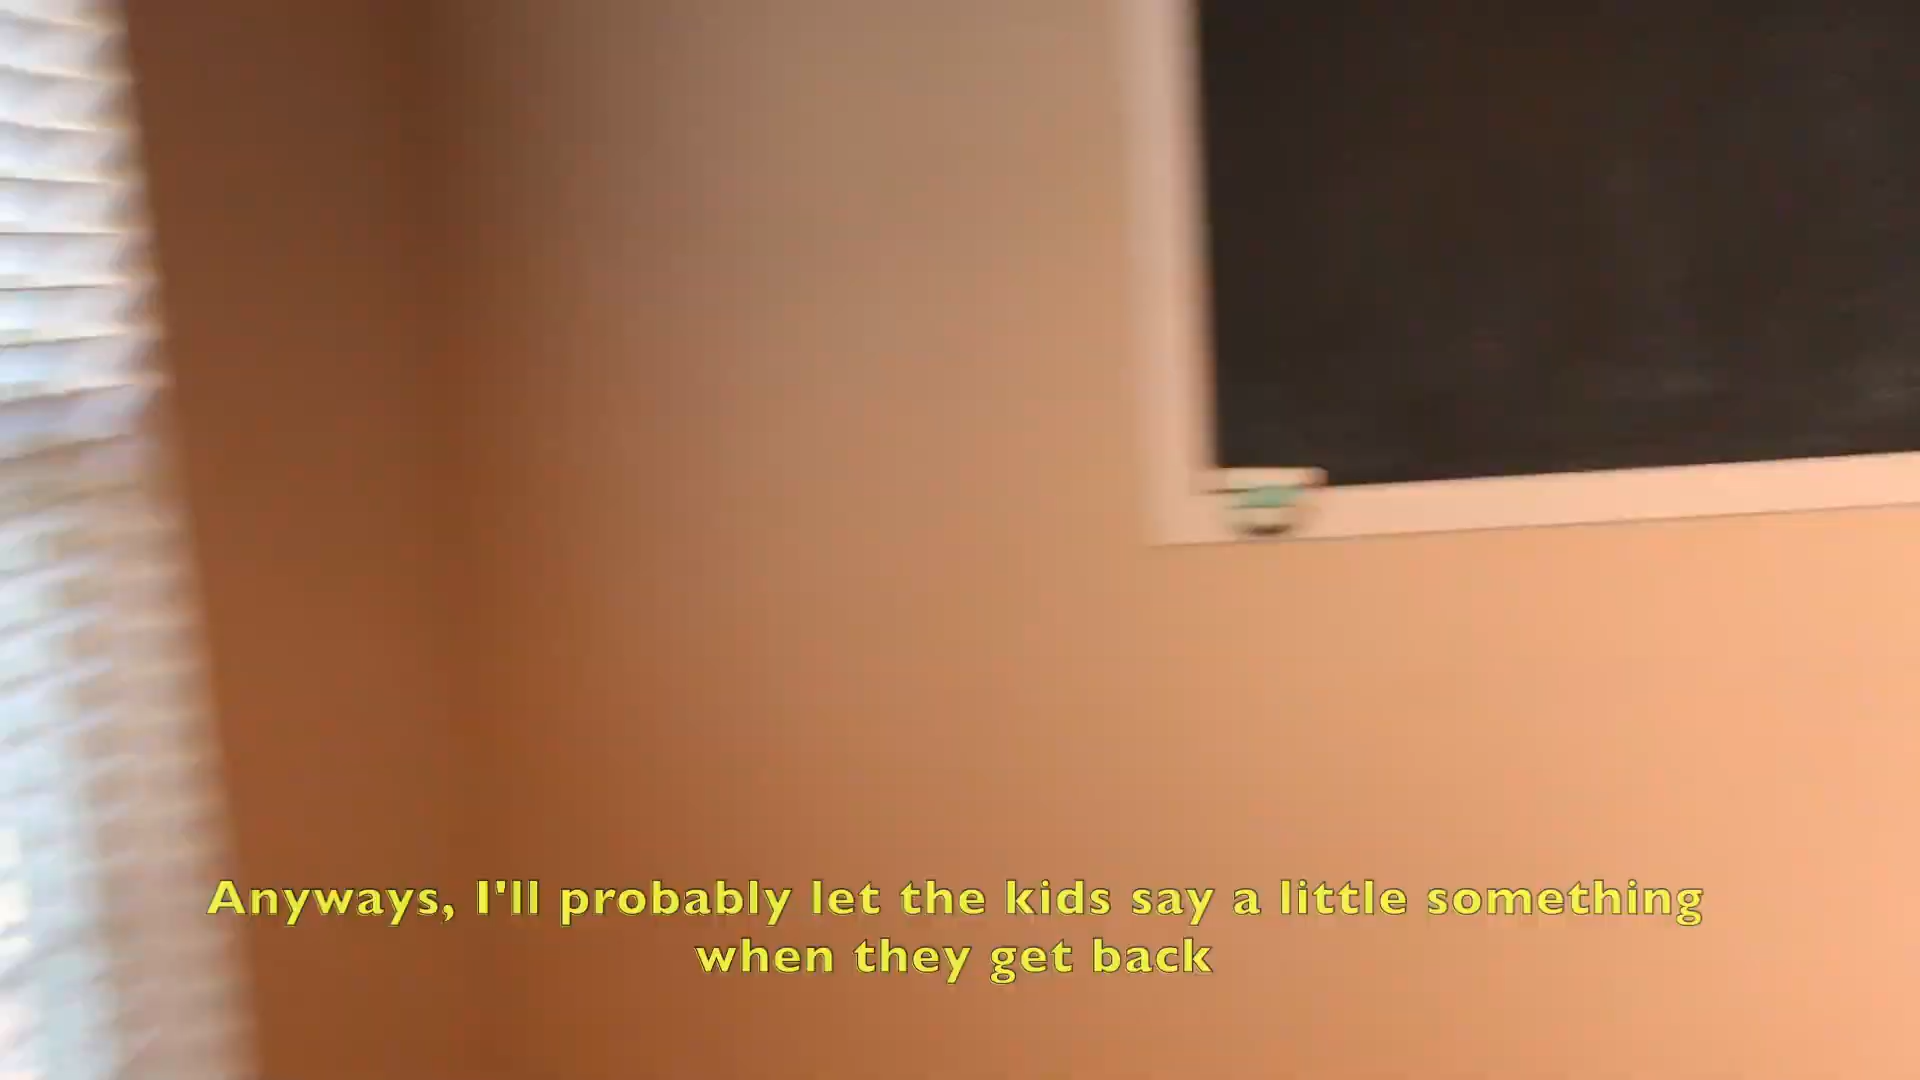 Anyways, I'll probably let the kids say a little something
when they get back